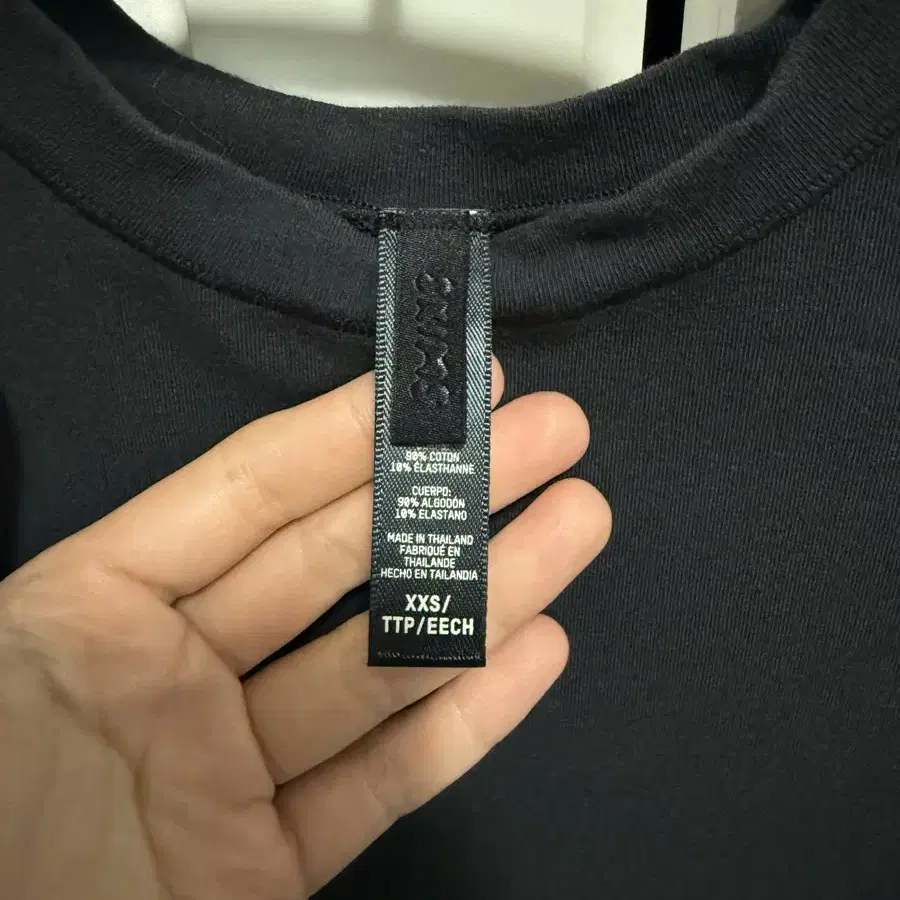 SKIMS
90% COTON
10% ÉLASTHANNE
CUERPO:
90% ALGODÓN
10% ELASTANO
MADE IN THAILAND
FABRIQUÉ EN
THAILANDE
HECHO EN TAILANDIA
XXS/
TTP/EECH